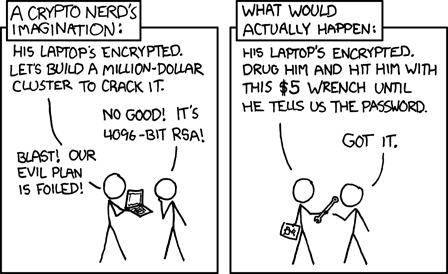 A CRYPTO NERD'S
IMAGINATION:
HIS LAPTOP'S ENCRYPTED.
LET'S BUILD A MILLION-DOLLAR
CLUSTER TO CRACK IT.
NO GOOD! IT'S
4096-BIT RSA!
BLAST! OUR
EVIL PLAN
IS FOILED!
WHAT WOULD
ACTUALLY HAPPEN:
HIS LAPTOP'S ENCRYPTED.
DRUG HIM AND HIT HIM WITH
THIS $5 WRENCH UNTIL
HE TELLS US THE PASSWORD.
GOT IT.